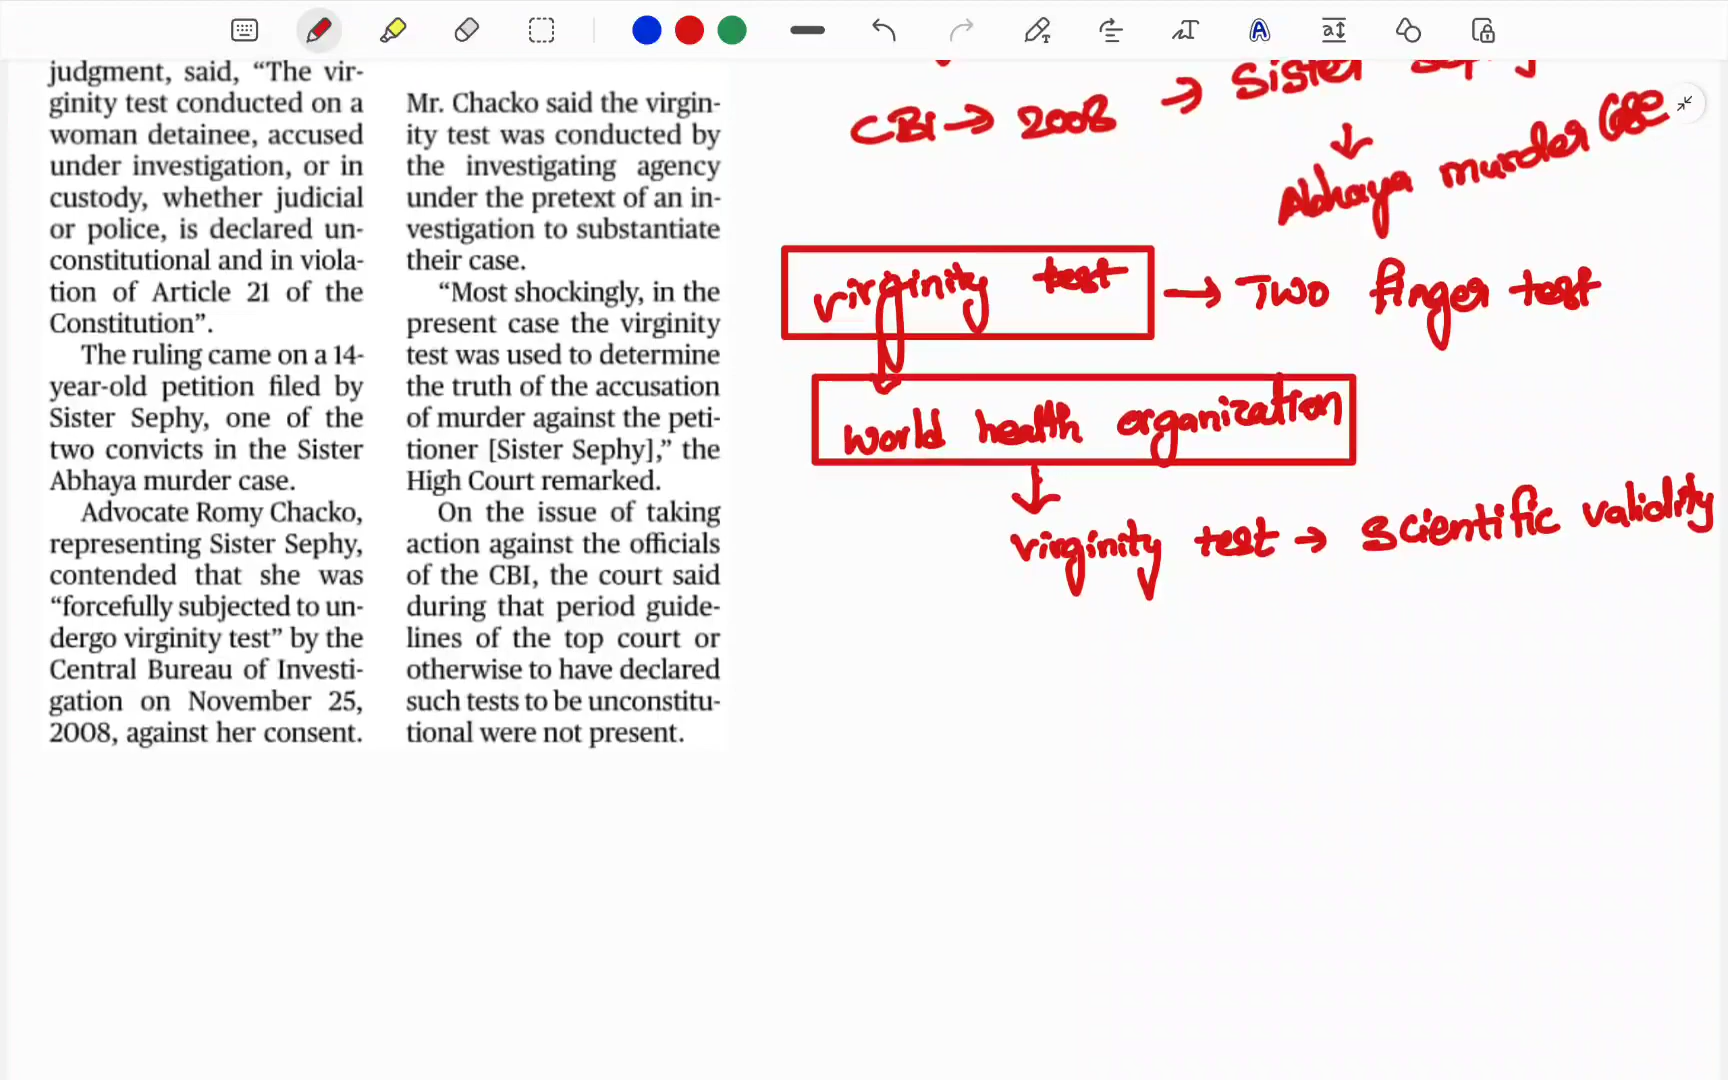 judgment, said, “The vir-
ginity test conducted on a
woman detainee, accused
under investigation, or in
custody, whether judicial
or police, is declared un-
constitutional and in viola-
tion of Article 21 of the
Constitution”.
The ruling came on a 14-
year-old petition filed by
Sister Sephy, one of the
two convicts in the Sister
Abhaya murder case.
Advocate Romy Chacko,
representing Sister Sephy,
contended that she was
“forcefully subjected to un-
dergo virginity test” by the
Central Bureau of Investi-
gation on November 25,
2008, against her consent.
Mr. Chacko said the virgin-
ity test was conducted by
the investigating agency
under the pretext of an in-
vestigation to substantiate
their case.
“Most shockingly, in the
present case the virginity
test was used to determine
the truth of the accusation
of murder against the peti-
tioner [Sister Sephy],” the
High Court remarked.
On the issue of taking
action against the officials
of the CBI, the court said
during that period guide-
lines of the top court or
otherwise to have declared
such tests to be unconstitu-
tional were not present.
CBI → 2008 → Sister
Abhaya murder case
virginity test → Two finger test
World health organization
virginity test → scientific validity